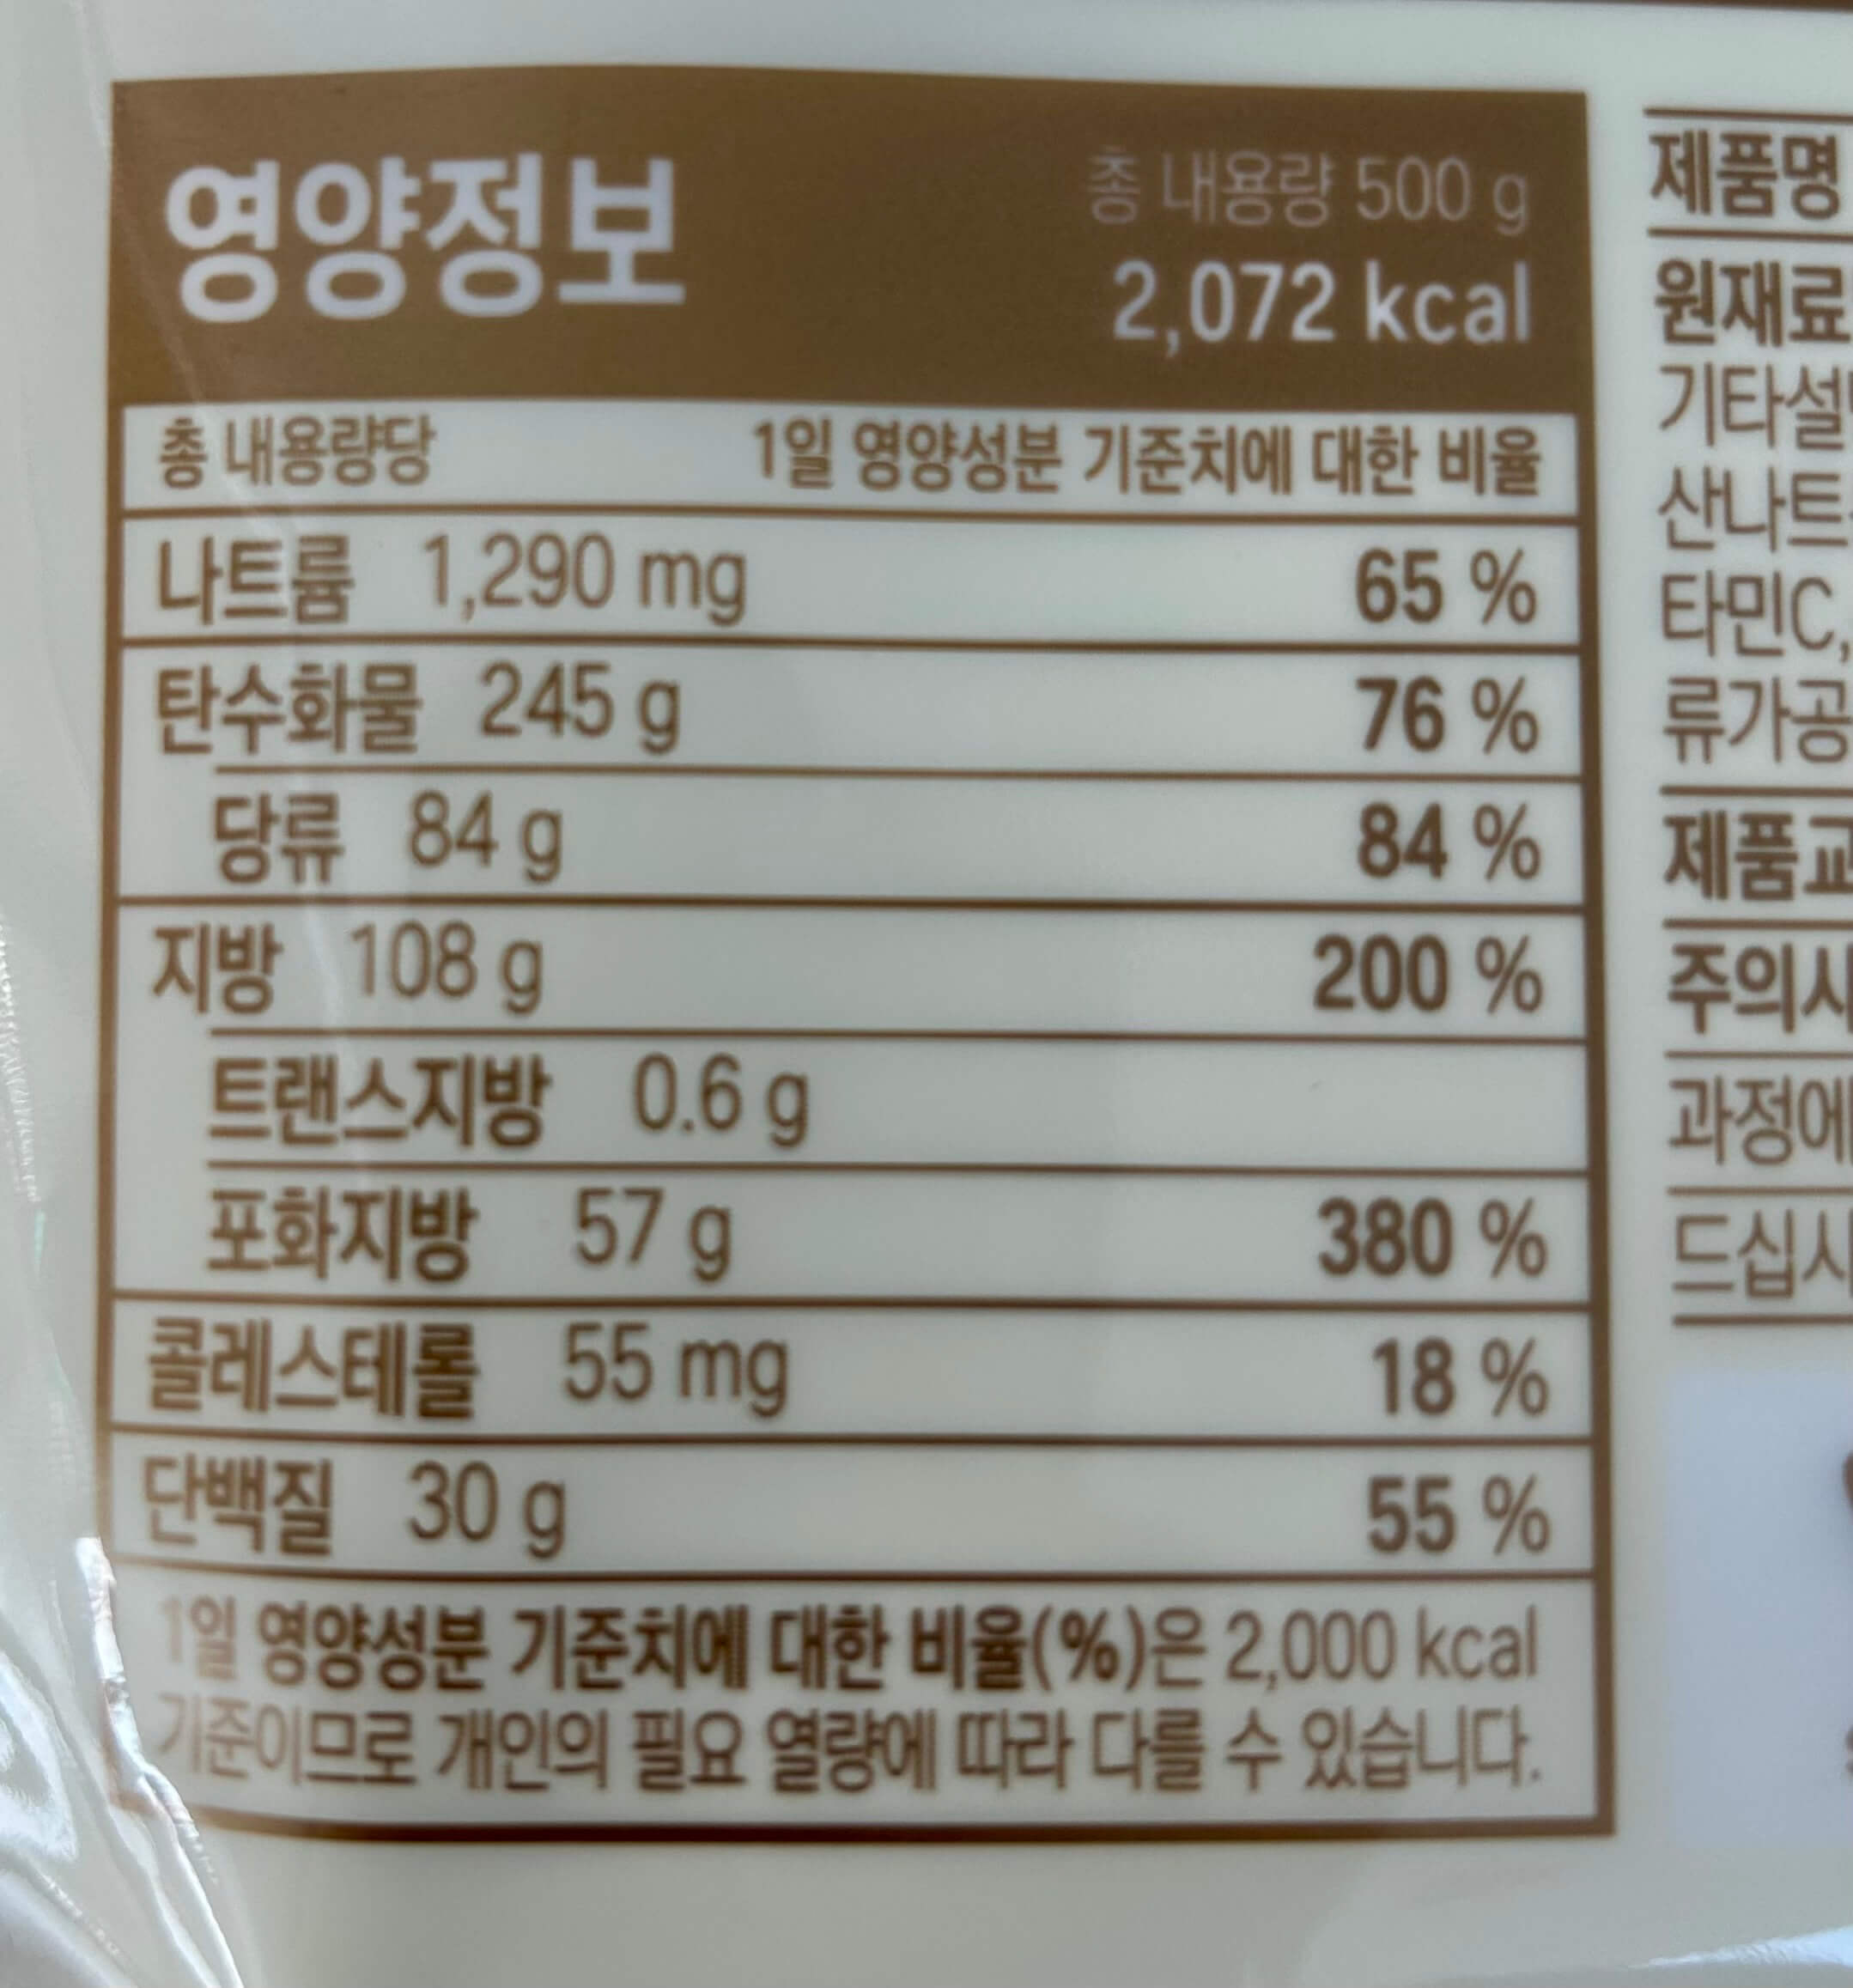 영양정보
총 내용량 500 g
2,072 kcal
총 내용량당 1일 영양성분 기준치에 대한 비율
나트륨 1,290 mg 65 %
탄수화물 245 g 76 %
당류 84 g 84 %
지방 108 g 200 %
트랜스지방 0.6 g
포화지방 57 g 380 %
콜레스테롤 55 mg 18 %
단백질 30 g 55 %
1일 영양성분 기준치에 대한 비율(%)은 2,000 kcal
기준이므로 개인의 필요 열량에 따라 다를 수 있습니다.
제품명
원재료
기타설
산나트
타민C,
류가공
제품교
주의사
과정에
드십시